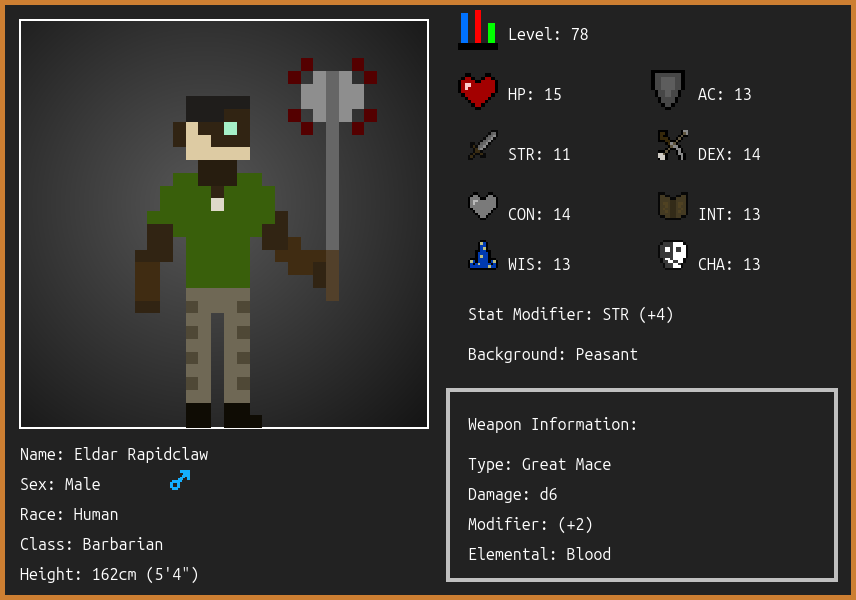 Level: 78
HP: 15
AC: 13
STR: 11
DEX: 14
CON: 14
INT: 13
WIS: 13
CHA: 13
Stat Modifier: STR (+4)
Background: Peasant
Weapon Information:
Type: Great Mace
Damage: d6
Modifier: (+2)
Elemental: Blood
Name: Eldar Rapidclaw
Sex: Male
Race: Human
Class: Barbarian
Height: 162cm (5'4")